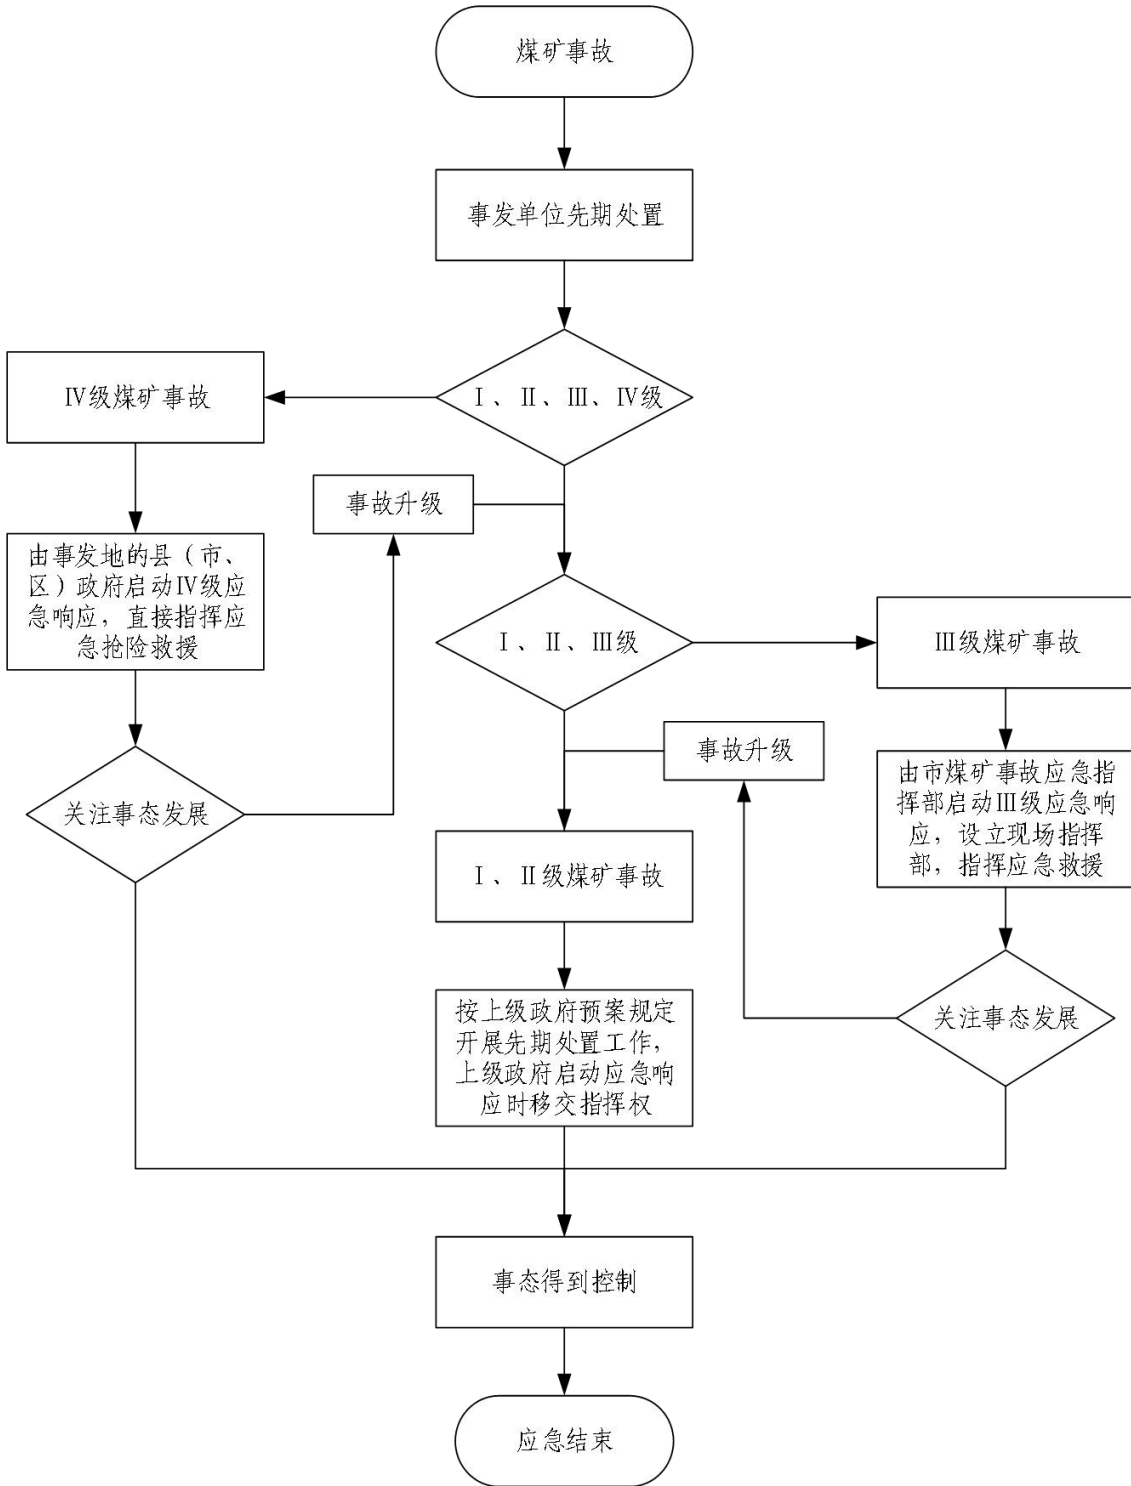 煤矿事故
事发单位先期处置
Ⅰ、Ⅱ、Ⅲ、Ⅳ级
Ⅳ级煤矿事故
事故升级
由事发地的县（市、
区）政府启动Ⅳ级应
急响应，直接指挥应
急抢险救援
Ⅰ、Ⅱ、Ⅲ级
Ⅲ级煤矿事故
事故升级
由市煤矿事故应急指
挥部启动Ⅲ级应急响
应，设立现场指挥
部，指挥应急救援
关注事态发展
Ⅰ、Ⅱ级煤矿事故
按上级政府预案规定
开展先期处置工作，
上级政府启动应急响
应时移交指挥权
关注事态发展
事态得到控制
应急结束